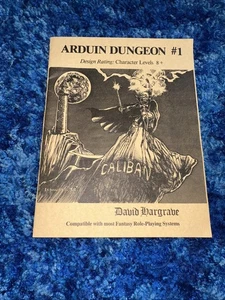 ARDUIN DUNGEON #1
Design Rating: Character Levels 8+
CALIBAN
David Hargrave
Compatible with most Fantasy Role-Playing Systems